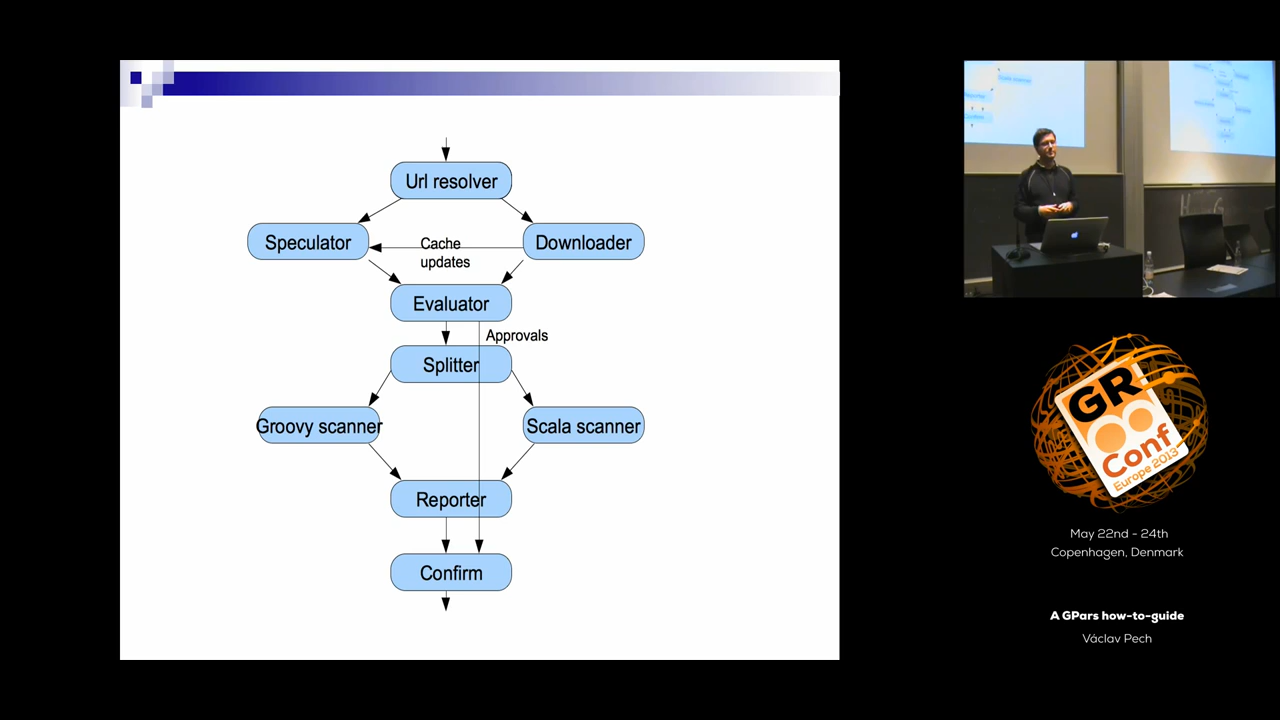 Url resolver
Speculator
Cache
updates
Downloader
Evaluator
Approvals
Splitter
Groovy scanner
Scala scanner
Reporter
Confirm
GR
Conf
Europe 2013
May 22nd - 24th
Copenhagen, Denmark
A GPars how-to-guide
Václav Pech